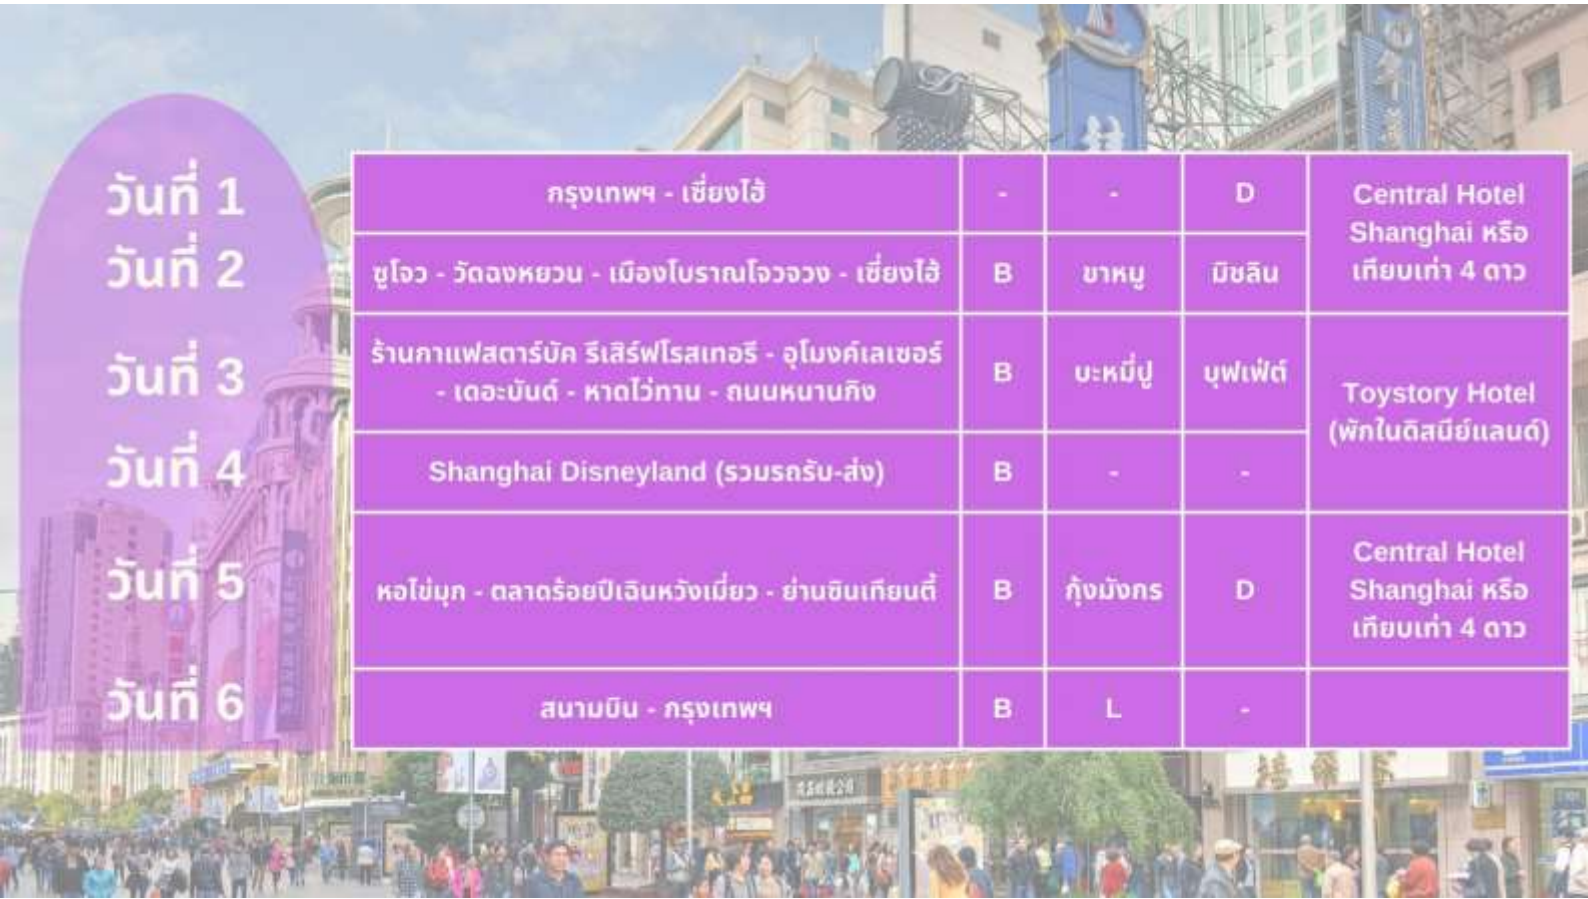 วันที่ 1
กรุงเทพฯ - เซี่ยงไฮ้
-
-
D
Central Hotel
Shanghai หรือ
เทียบเท่า 4 ดาว
วันที่ 2
ซูโจว - วัดฉงหยวน - เมืองโบราณโจวจวง - เซี่ยงไฮ้
B
ขาหมู
มิชลิน
วันที่ 3
ร้านกาแฟสตาร์บัค รีเสิร์ฟโรสเทอรี - อุโมงค์เลเซอร์
- เดอะบันด์ - หาดไว่ทาน - ถนนหนานกิง
B
บะหมี่ปู
บุฟเฟ่ต์
Toystory Hotel
(พักในดิสนีย์แลนด์)
วันที่ 4
Shanghai Disneyland (รวมรถรับ-ส่ง)
B
-
-
วันที่ 5
หอไข่มุก - ตลาดร้อยปีเฉินหวังเมี่ยว - ย่านซินเทียนตี้
B
กุ้งมังกร
D
Central Hotel
Shanghai หรือ
เทียบเท่า 4 ดาว
วันที่ 6
สนามบิน - กรุงเทพฯ
B
L
-